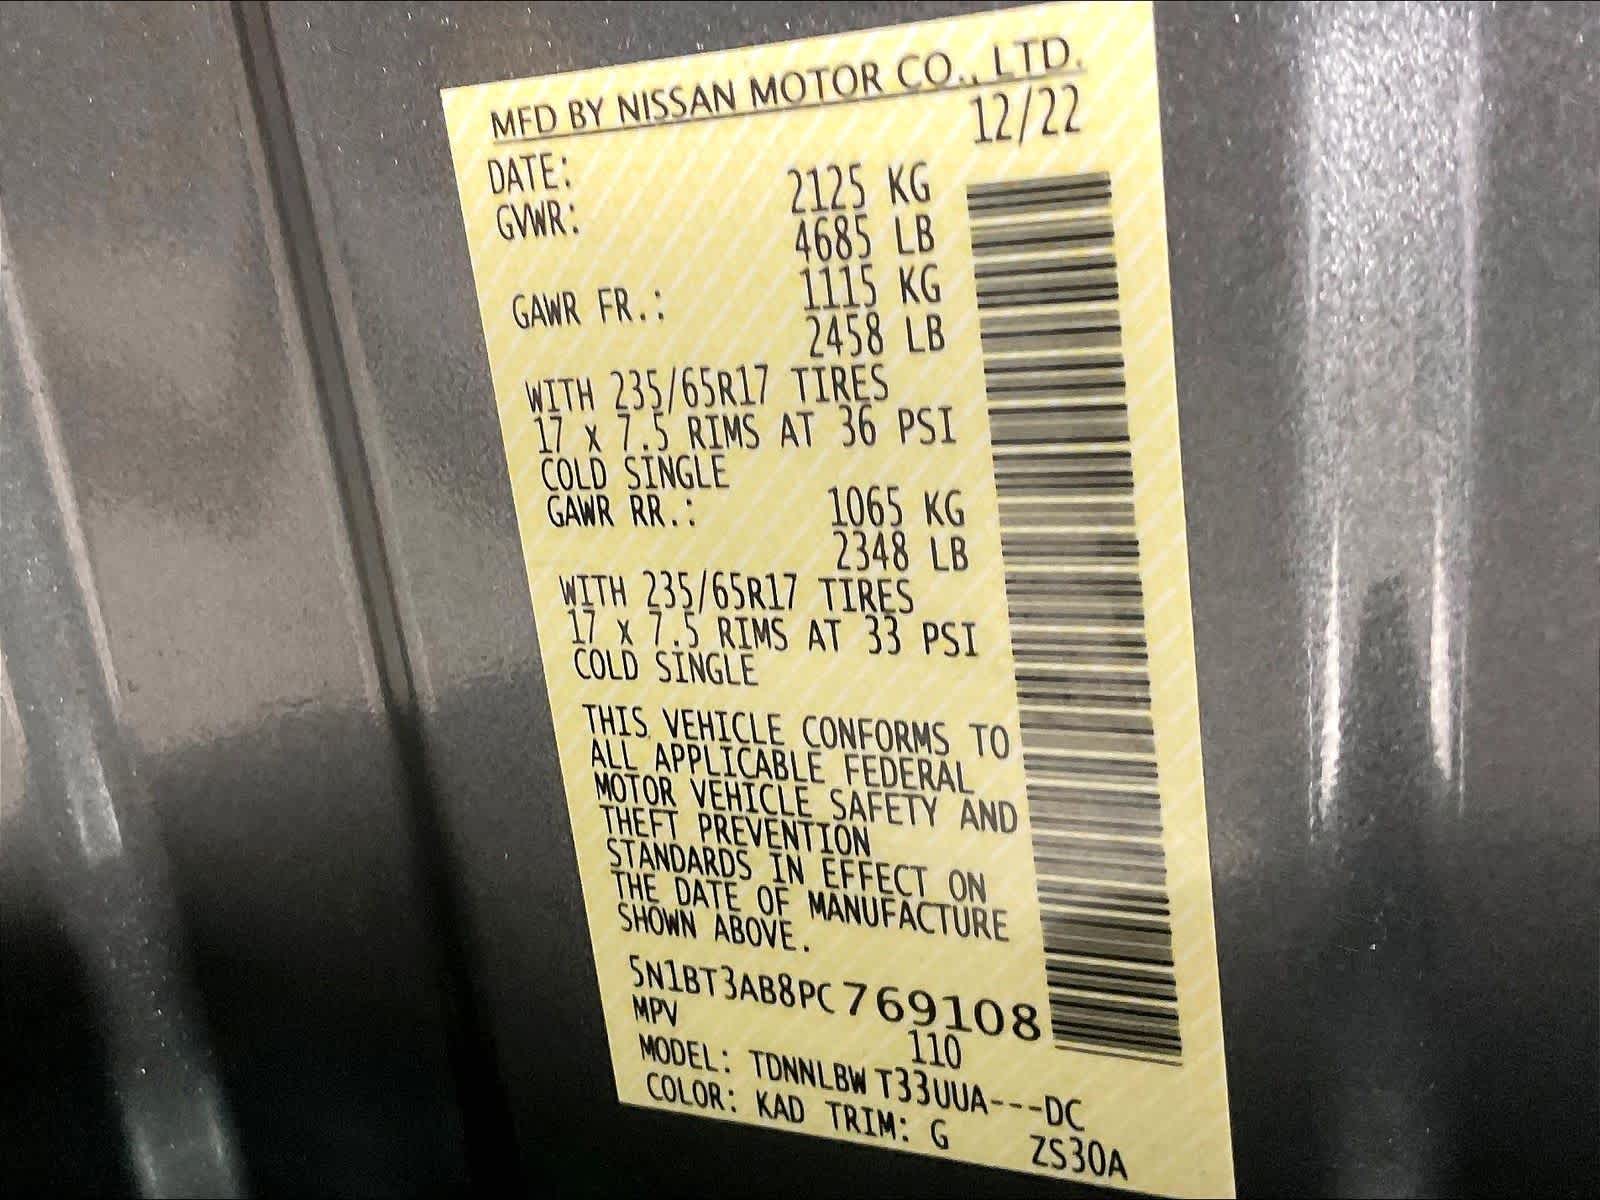 MFD BY NISSAN MOTOR CO., LTD.
DATE: 12/22
GVWR: 2125 KG
4685 LB
GAWR FR.: 1115 KG
2458 LB
WITH 235/65R17 TIRES
17 x 7.5 RIMS AT 36 PSI
COLD SINGLE
GAWR RR.: 1065 KG
2348 LB
WITH 235/65R17 TIRES
17 x 7.5 RIMS AT 33 PSI
COLD SINGLE
THIS VEHICLE CONFORMS TO
ALL APPLICABLE FEDERAL
MOTOR VEHICLE SAFETY AND
THEFT PREVENTION
STANDARDS IN EFFECT ON
THE DATE OF MANUFACTURE
SHOWN ABOVE.
5N1BT3AB8PC769108
MPV 110
MODEL: TDNNLBW T33UUA---DC
COLOR: KAD TRIM: G ZS30A